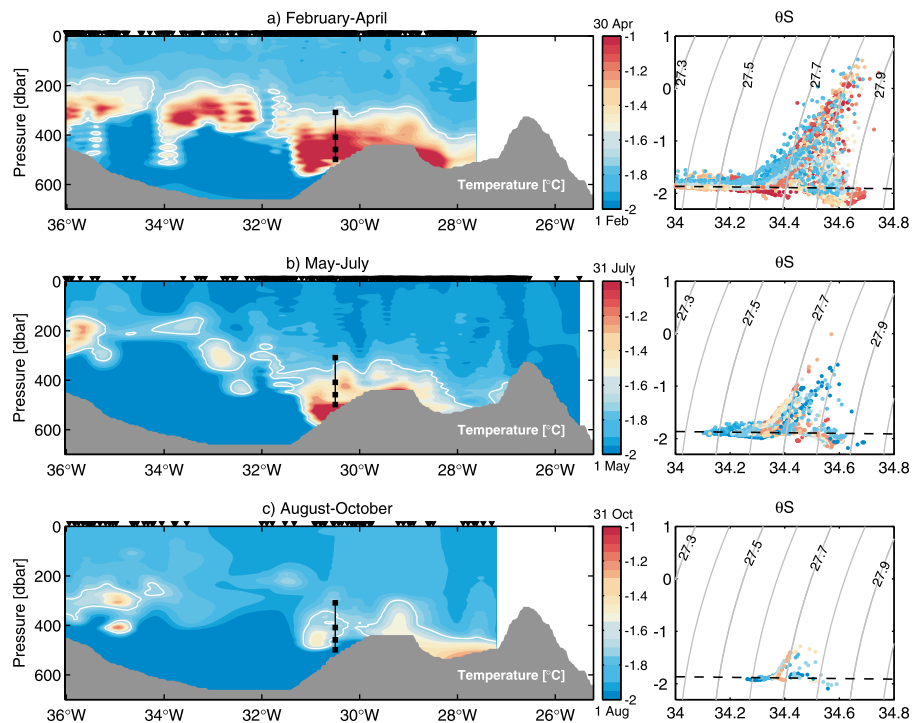 a) February-April
30 Apr
θS
0
200
400
600
Pressure [dbar]
Temperature [°C]
36°W
34°W
32°W
30°W
28°W
26°W
-1
-1.2
-1.4
-1.6
-1.8
-2
1 Feb
1
0
-1
-2
27.3
27.5
27.7
27.9
34
34.2
34.4
34.6
34.8
b) May-July
31 July
θS
0
200
400
600
Pressure [dbar]
Temperature [°C]
36°W
34°W
32°W
30°W
28°W
26°W
-1
-1.2
-1.4
-1.6
-1.8
-2
1 May
1
0
-1
-2
27.3
27.5
27.7
27.9
34
34.2
34.4
34.6
34.8
c) August-October
31 Oct
θS
0
200
400
600
Pressure [dbar]
Temperature [°C]
36°W
34°W
32°W
30°W
28°W
26°W
-1
-1.2
-1.4
-1.6
-1.8
-2
1 Aug
1
0
-1
-2
27.3
27.5
27.7
27.9
34
34.2
34.4
34.6
34.8